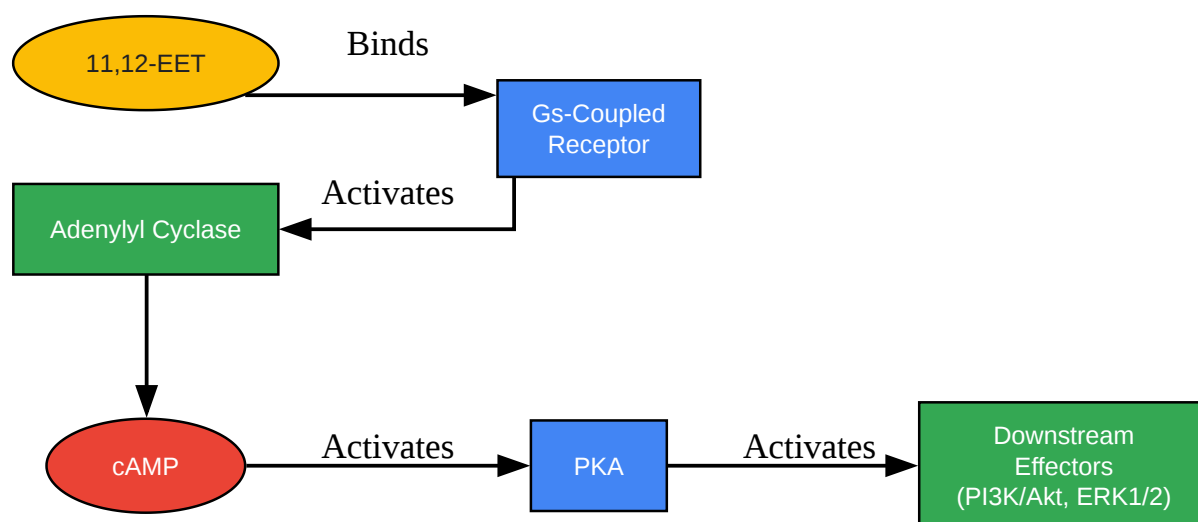 11,12-EET
Binds
Gs-Coupled
Receptor
Activates
Adenylyl Cyclase
cAMP
Activates
PKA
Activates
Downstream
Effectors
(PI3K/Akt, ERK1/2)